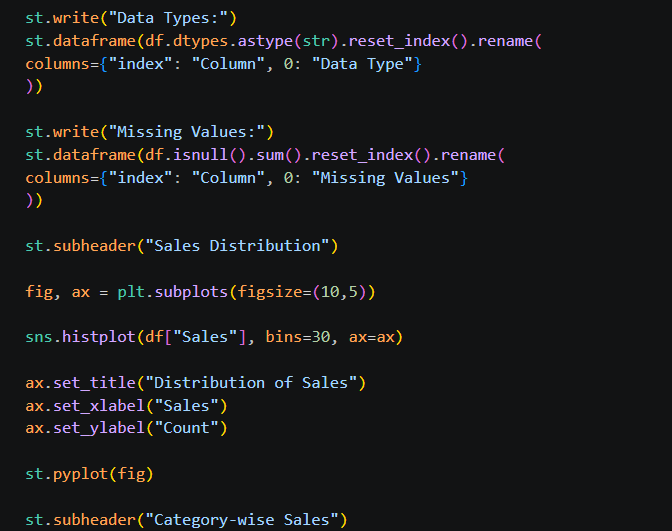 st.write("Data Types:")
st.dataframe(df.dtypes.astype(str).reset_index().rename(
columns={"index": "Column", 0: "Data Type"}
))
st.write("Missing Values:")
st.dataframe(df.isnull().sum().reset_index().rename(
columns={"index": "Column", 0: "Missing Values"}
))
st.subheader("Sales Distribution")
fig, ax = plt.subplots(figsize=(10,5))
sns.histplot(df["Sales"], bins=30, ax=ax)
ax.set_title("Distribution of Sales")
ax.set_xlabel("Sales")
ax.set_ylabel("Count")
st.pyplot(fig)
st.subheader("Category-wise Sales")